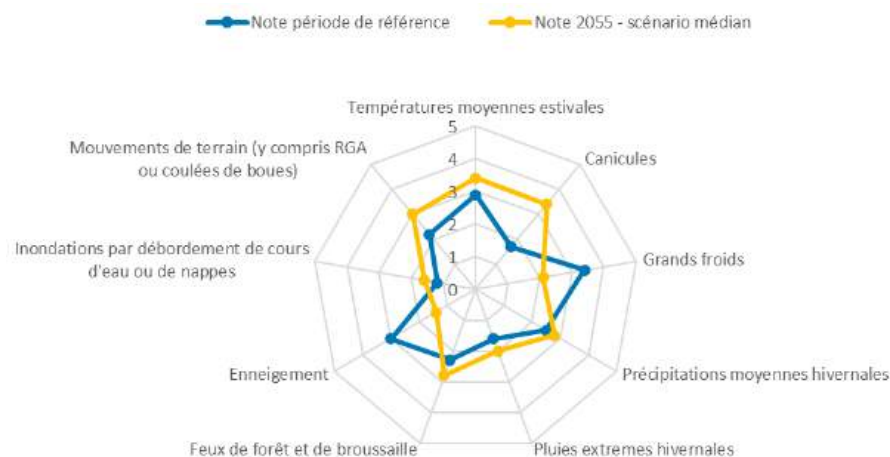 Note période de référence
Note 2055 - scénario médian
Températures moyennes estivales
5
Mouvements de terrain (y compris RGA
ou coulées de boues)
4
Canicules
3
2
Inondations par débordement de cours
d'eau ou de nappes
1
Grands froids
0
Enneigement
Précipitations moyennes hivernales
Feux de forêt et de broussaille
Pluies extremes hivernales